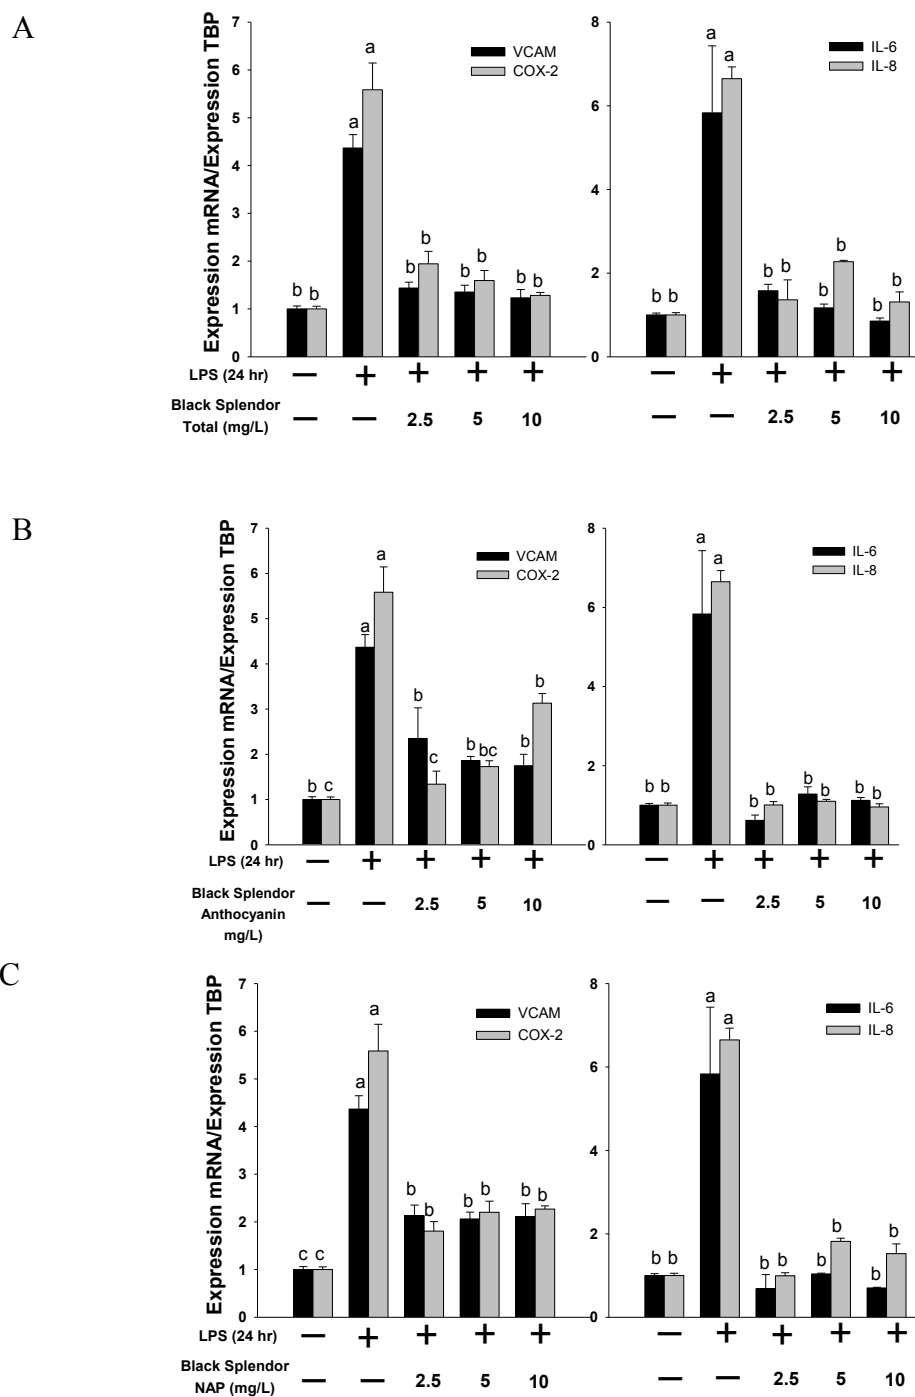 A
Expression mRNA/Expression TBP
7
6
5
4
3
2
1
0
VCAM
COX-2
b b a a b b b b b b
8
6
4
2
0
IL-6
IL-8
b b a a b b b b b b
LPS (24 hr) — + + + + — + + + +
Black Splendor
Total (mg/L) — — 2.5 5 10 — — 2.5 5 10
B
Expression mRNA/Expression TBP
7
6
5
4
3
2
1
0
VCAM
COX-2
b c a a b c b bc b b
8
6
4
2
0
IL-6
IL-8
b b a a b b b b b b
LPS (24 hr) — + + + + — + + + +
Black Splendor
Anthocyanin — — 2.5 5 10 — — 2.5 5 10
mg/L)
C
Expression mRNA/Expression TBP
7
6
5
4
3
2
1
0
VCAM
COX-2
c c a a b b b b b b
8
6
4
2
0
IL-6
IL-8
b b a a b b b b b b
LPS (24 hr) — + + + + — + + + +
Black Splendor
NAP (mg/L) — — 2.5 5 10 — — 2.5 5 10